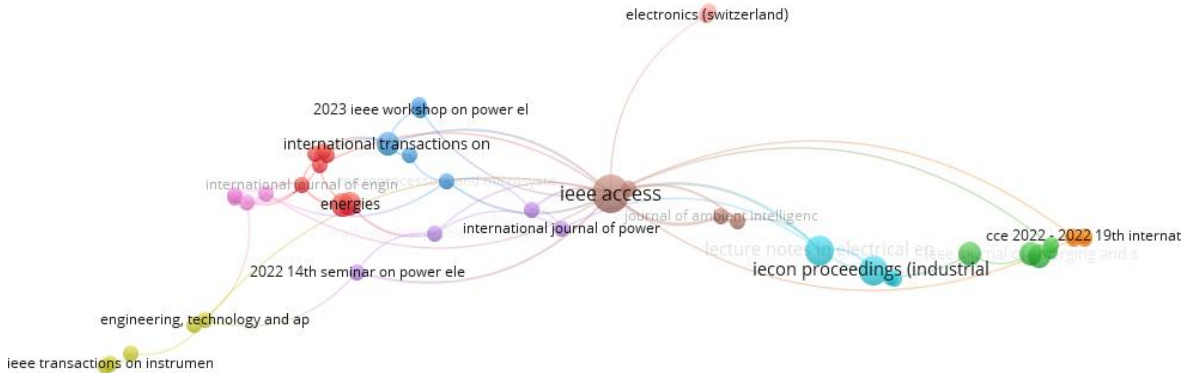 electronics (switzerland)
2023 ieee workshop on power el
international transactions on
international journal of engin
and microsyste
energies
ieee access
journal of ambient intelligenc
international journal of power
cce 2022 - 2022 19th internat
lecture notes in electrical en
iecon proceedings (industrial
2022 14th seminar on power ele
engineering, technology and ap
ieee transactions on instrumen